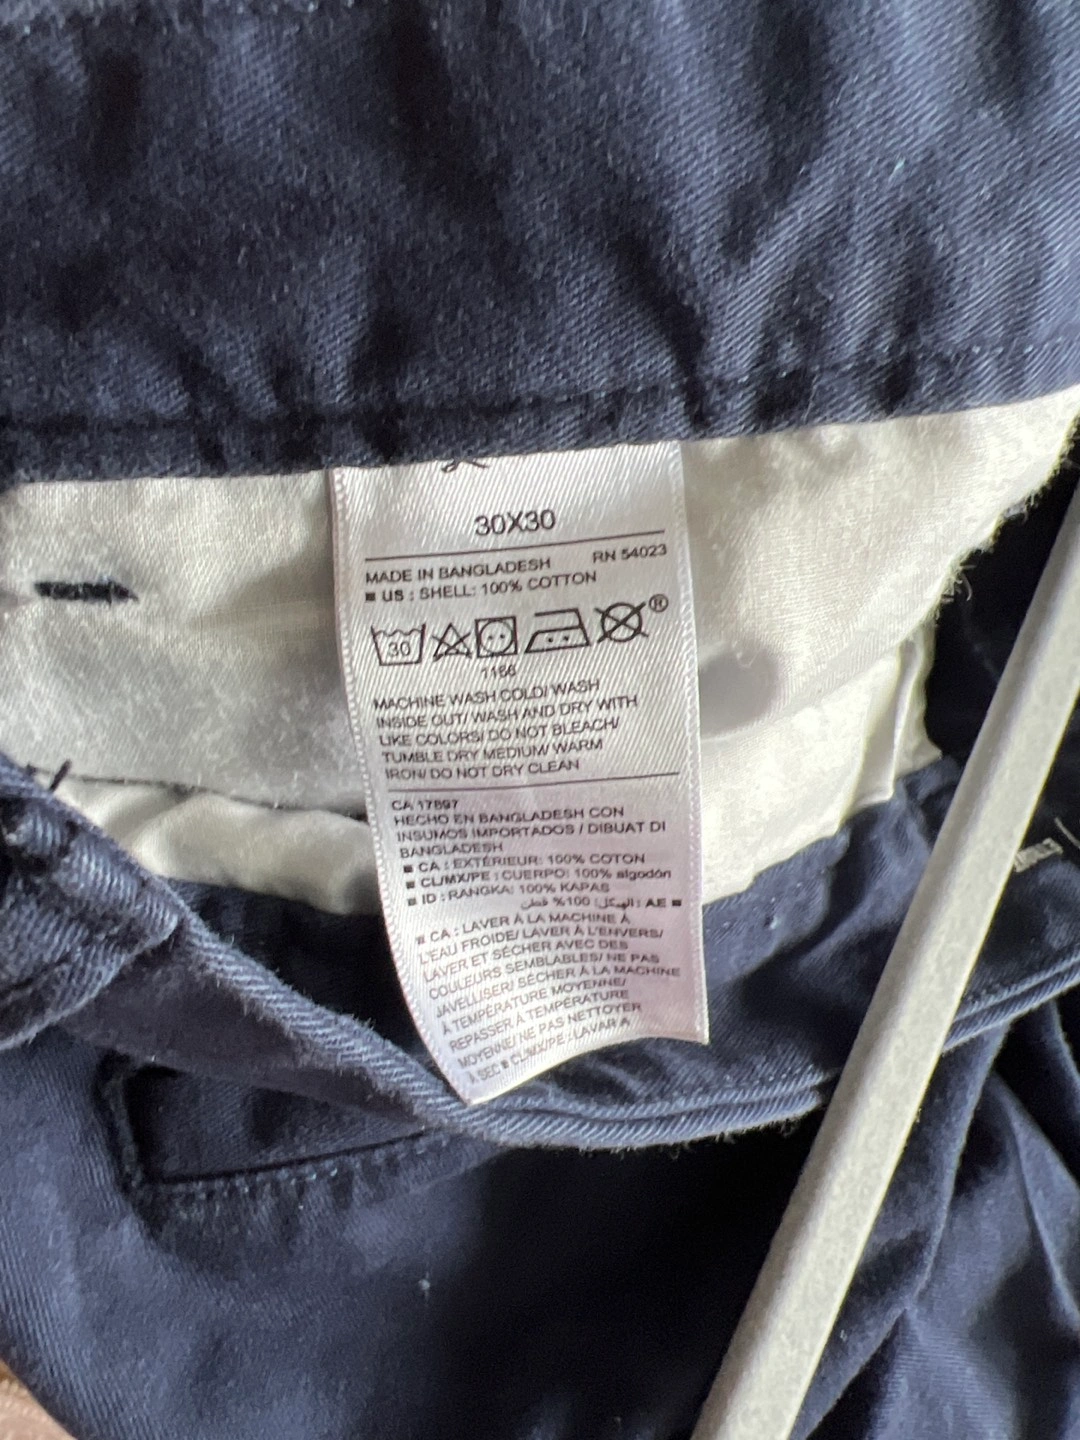 30X30
MADE IN BANGLADESH RN 54023
■ US : SHELL: 100% COTTON
30 ®
1166
MACHINE WASH COLD/ WASH
INSIDE OUT/ WASH AND DRY WITH
LIKE COLORS/ DO NOT BLEACH/
TUMBLE DRY MEDIUM/ WARM
IRON/ DO NOT DRY CLEAN
CA 17897
HECHO EN BANGLADESH CON
INSUMOS IMPORTADOS / DIBUAT DI
BANGLADESH
■ CA : EXTÉRIEUR: 100% COTON
■ CL/MX/PE : CUERPO: 100% algodón
■ ID : RANGKA: 100% KAPAS
■ AE : الهيكل: 100% قطن
■ CA : LAVER À LA MACHINE À
L'EAU FROIDE/ LAVER À L'ENVERS/
LAVER ET SÉCHER AVEC DES
COULEURS SEMBLABLES/ NE PAS
JAVELLISER/ SÉCHER À LA MACHINE
À TEMPÉRATURE MOYENNE/
REPASSER À TEMPÉRATURE
MOYENNE/ NE PAS NETTOYER
À SEC ■ CL/MX/PE : LAVAR A